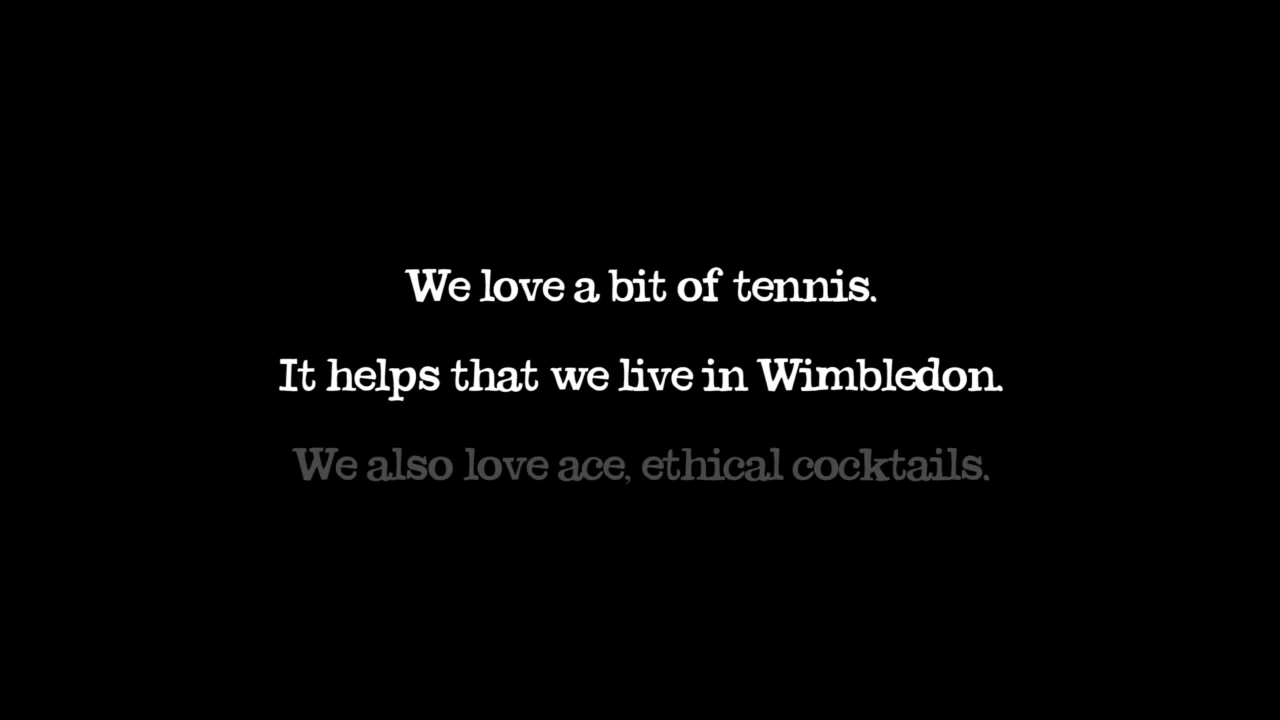 We love a bit of tennis.
It helps that we live in Wimbledon.
We also love ace, ethical cocktails.